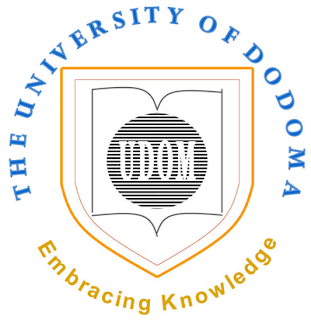 THE UNIVERSITY OF DODOMA
UDOM
Embracing Knowledge